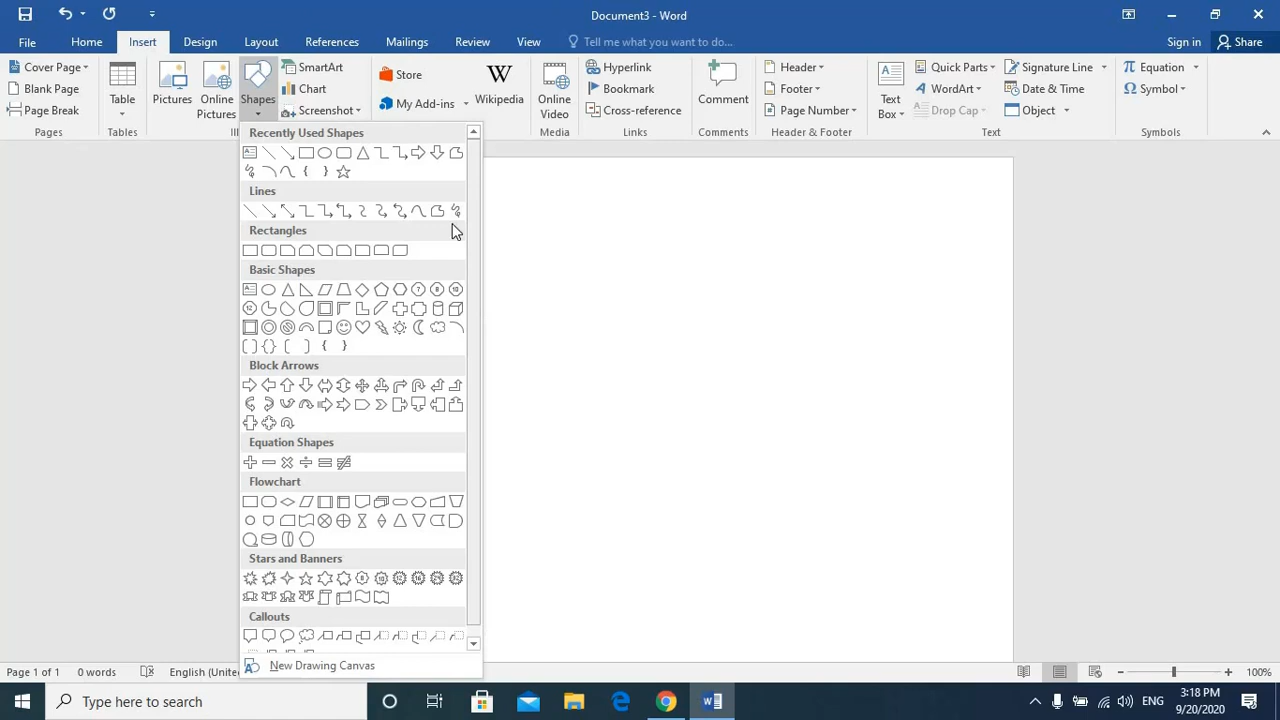 Document3 - Word
File Home Insert Design Layout References Mailings Review View Tell me what you want to do... Sign in Share
Cover Page
Blank Page
Page Break
Pages
Table
Tables
Pictures
Online Pictures
Shapes
SmartArt
Chart
Screenshot
Store
My Add-ins
Wikipedia
Online Video
Media
Hyperlink
Bookmark
Cross-reference
Links
Comment
Comments
Header
Footer
Page Number
Header & Footer
Text Box
Quick Parts
WordArt
Drop Cap
Signature Line
Date & Time
Object
Text
Equation
Symbol
Symbols
Recently Used Shapes
Lines
Rectangles
Basic Shapes
Block Arrows
Equation Shapes
Flowchart
Stars and Banners
Callouts
New Drawing Canvas
Page 1 of 1 0 words English (Unite 100%
Type here to search
ENG
3:18 PM
9/20/2020